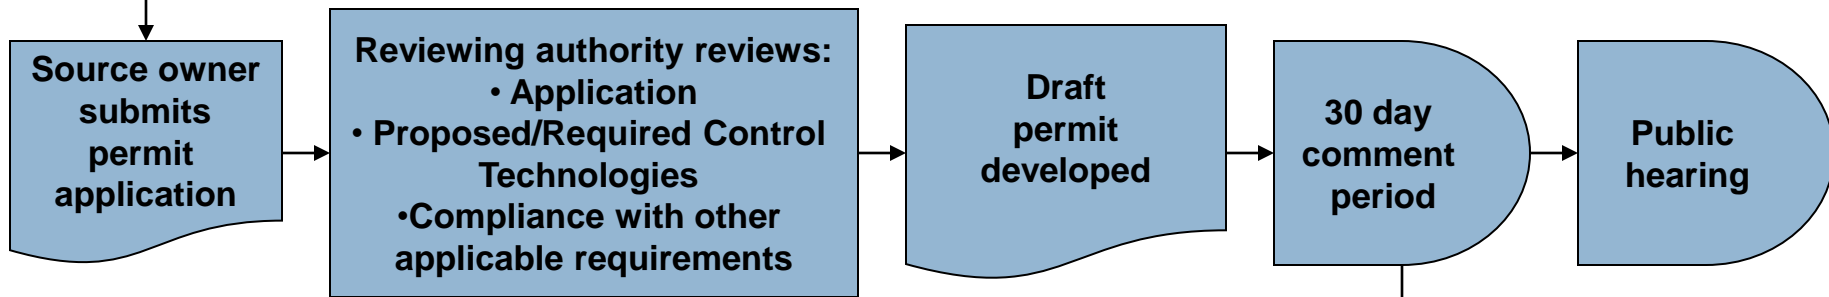 Source owner
submits
permit
application
Reviewing authority reviews:
• Application
• Proposed/Required Control
Technologies
•Compliance with other
applicable requirements
Draft
permit
developed
30 day
comment
period
Public
hearing